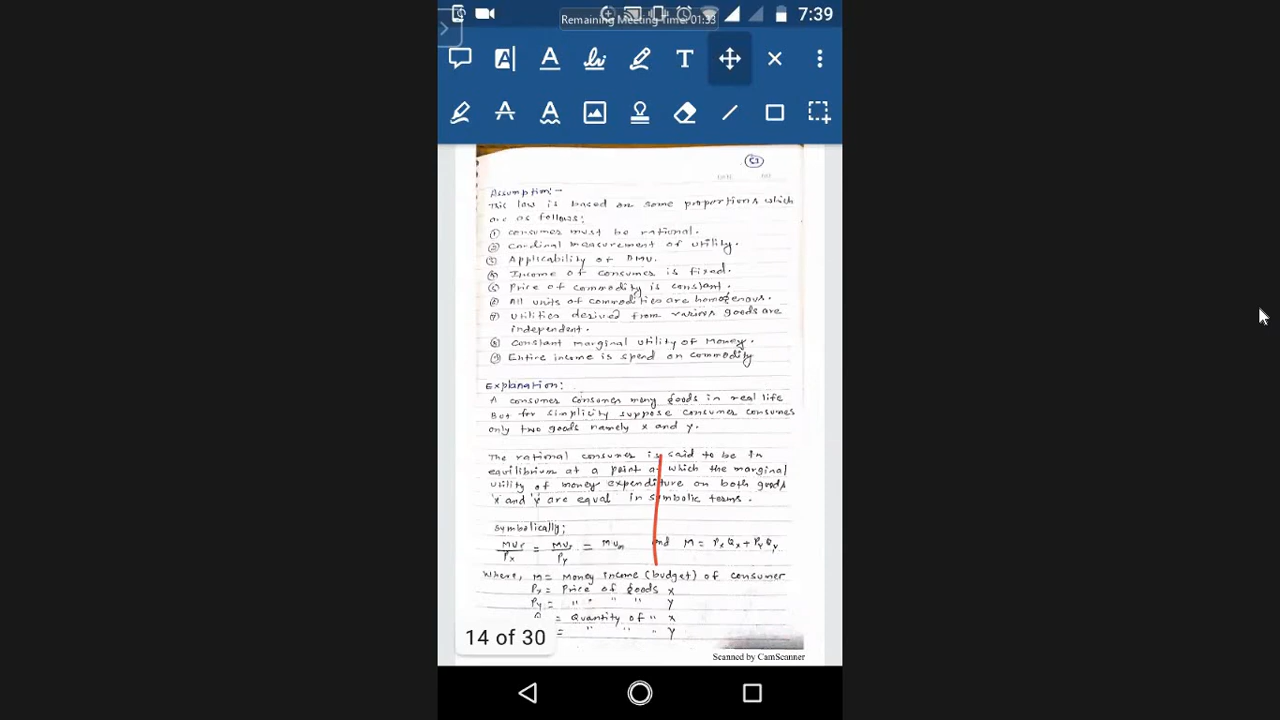 Remaining Meeting Time: 01:33
7:39
Assumption:-
This law is based on some proportions which
are as follows:
① consumer must be rational.
② Cardinal measurement of utility.
③ Applicability of DMU.
④ Income of consumer is fixed.
⑤ Price of commodity is constant.
⑥ All units of commodities are homogenous.
⑦ Utilities derived from various goods are
independent.
⑧ Constant marginal utility of Money.
⑨ Entire income is spend on commodity
Explanation:
A consumer consumer many goods in real life
But for simplicity suppose consumer consumes
only two goods namely x and y.
The rational consumer is said to be in
equilibrium at a point at which the marginal
utility of money expenditure on both goods
'x and 'y' are equal in symbolic terms.
Symbolically;
MUx/Px = MUy/Py = MUm and M = PxQx + PyQy
Where, M = Money income (budget) of consumer
Px = Price of goods x
Py = " " " " y
= Quantity of " x
= " " " y
14 of 30
Scanned by CamScanner